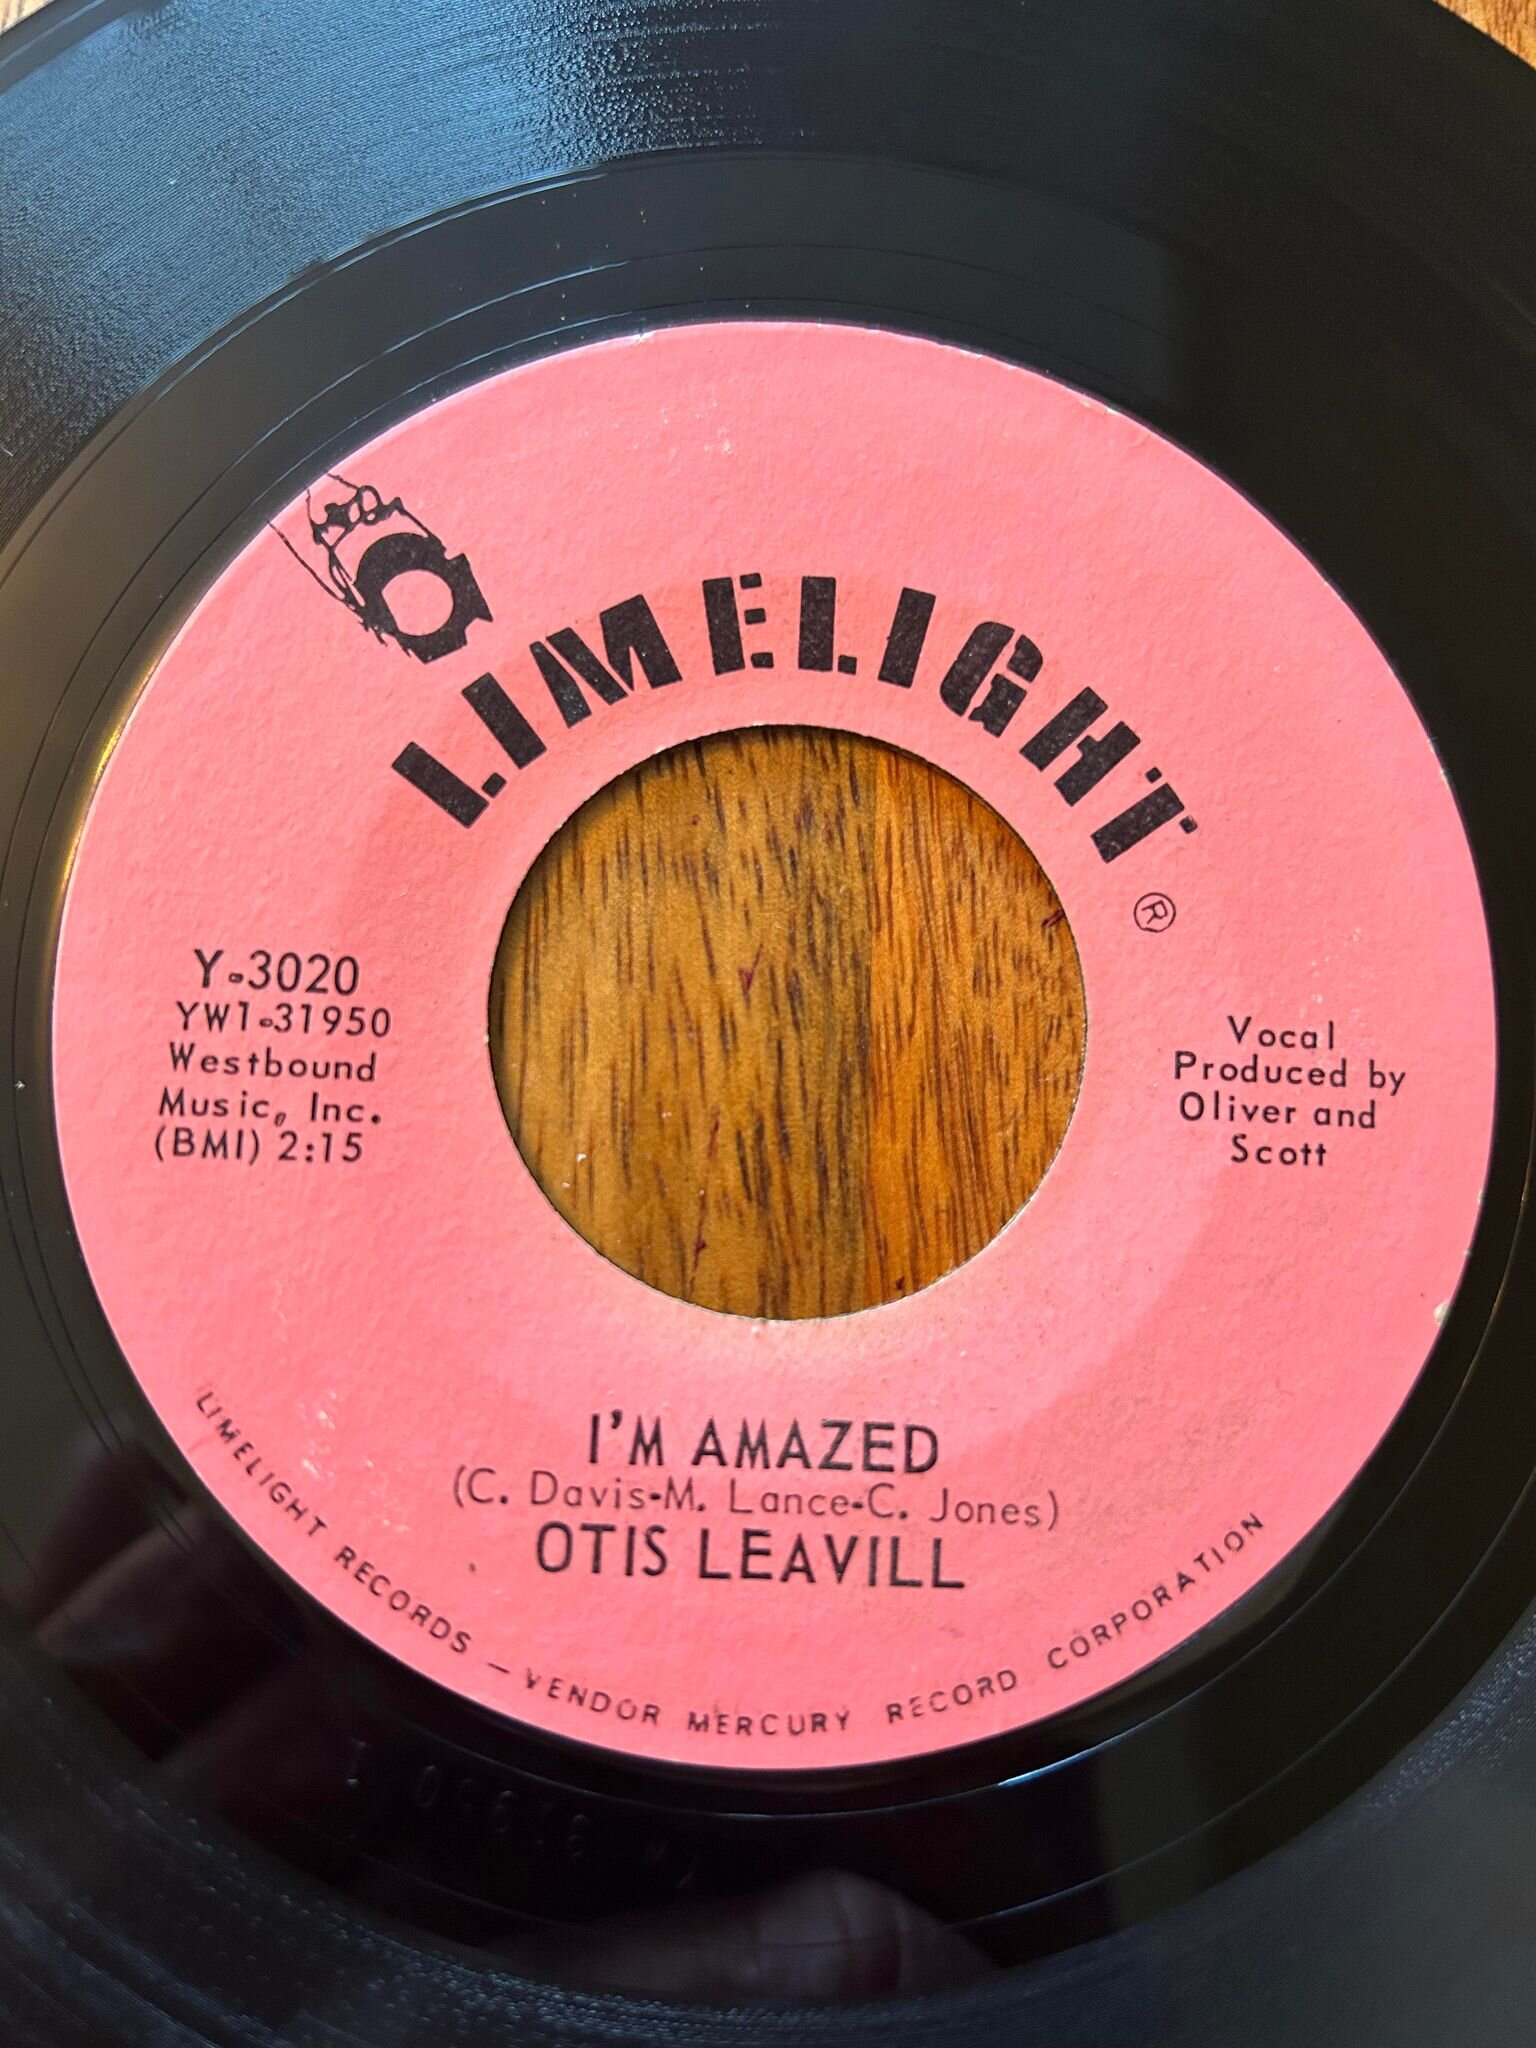 LIMELIGHT
®
Y-3020
YW1-31950
Westbound
Music, Inc.
(BMI) 2:15
Vocal
Produced by
Oliver and
Scott
I'M AMAZED
(C. Davis-M. Lance-C. Jones)
OTIS LEAVILL
LIMELIGHT RECORDS — VENDOR MERCURY RECORD CORPORATION